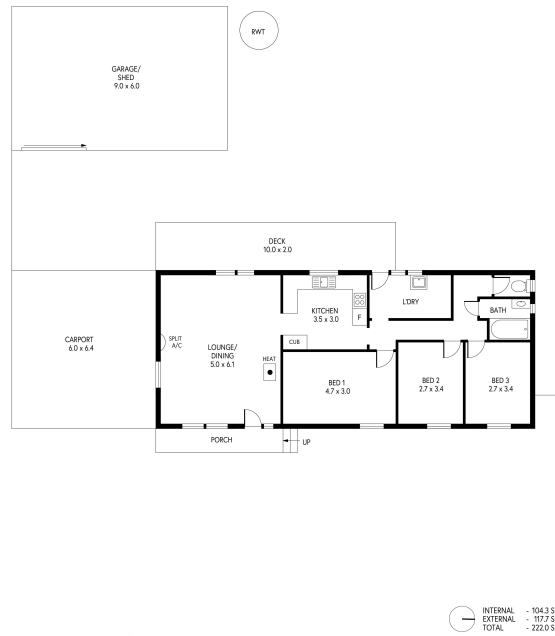 RWT
GARAGE/
SHED
9.0 x 6.0
DECK
10.0 x 2.0
KITCHEN
3.5 x 3.0
L'DRY
BATH
F
CUB
SPLIT
A/C
LOUNGE/
DINING
5.0 x 6.1
HEAT
CARPORT
6.0 x 6.4
BED 1
4.7 x 3.0
BED 2
2.7 x 3.4
BED 3
2.7 x 3.4
PORCH
UP
INTERNAL - 104.3 S
EXTERNAL - 117.7 S
TOTAL - 222.0 S